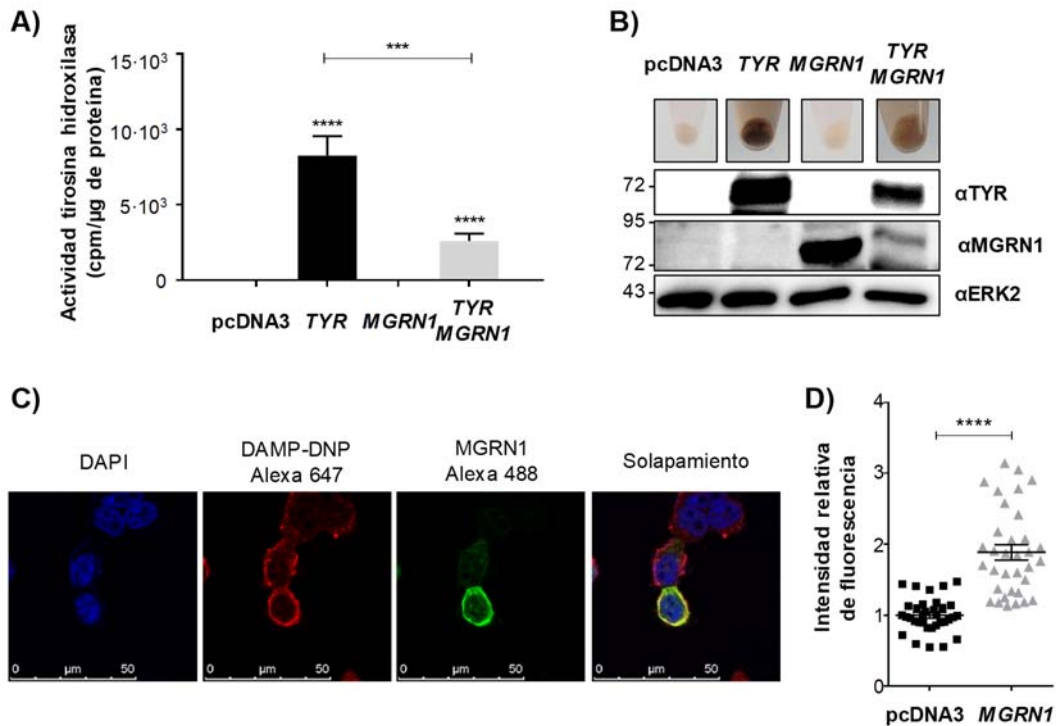 A)
Actividad tirosina hidroxilasa
(cpm/µg de proteína)
15·10³
10·10³
5·10³
0
***
****
****
pcDNA3 TYR MGRN1 TYR
MGRN1
B)
pcDNA3 TYR MGRN1 TYR
MGRN1
72
αTYR
95
72
αMGRN1
43
αERK2
C)
DAPI
DAMP-DNP
Alexa 647
MGRN1
Alexa 488
Solapamiento
0 µm 50
0 µm 50
0 µm 50
0 µm 50
D)
Intensidad relativa
de fluorescencia
4
3
2
1
0
****
pcDNA3 MGRN1